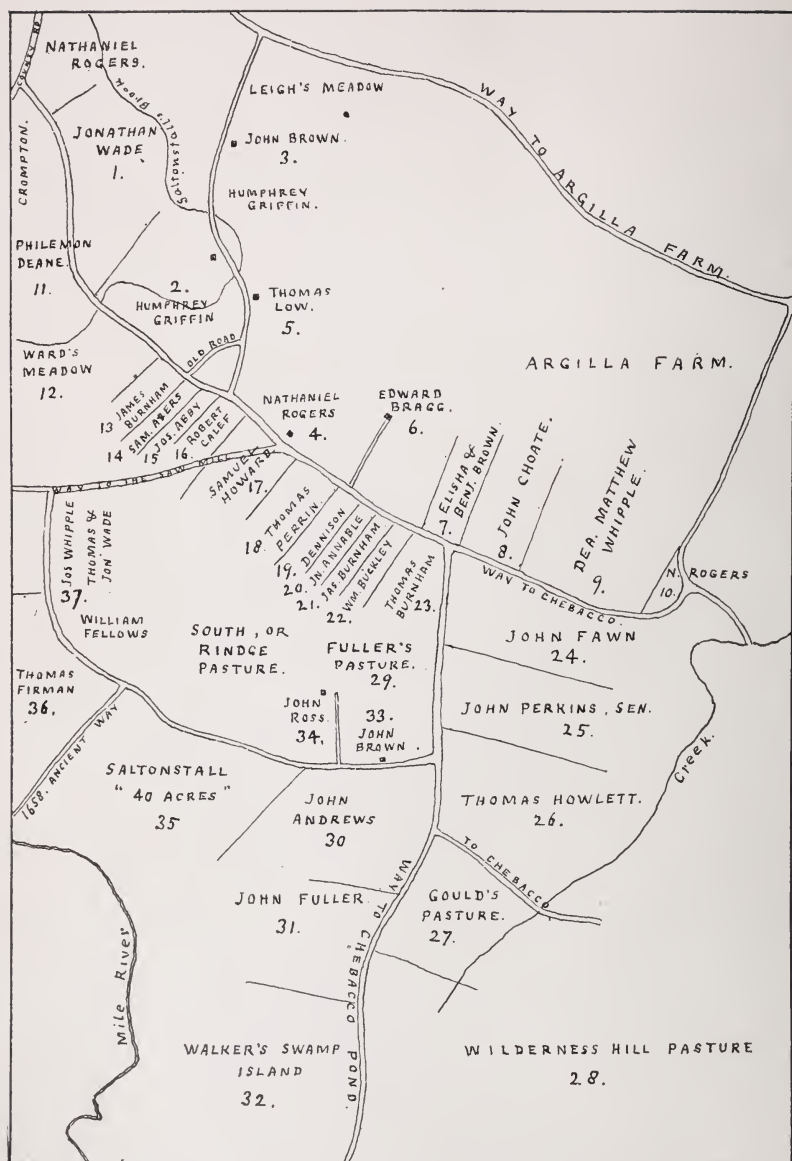 COUNTY RD
NATHANIEL
ROGERS.
Saltonstall's Brook
CROMPTON.
JONATHAN
WADE
1.
LEIGH'S MEADOW
JOHN BROWN.
3.
HUMPHREY
GRIFFIN.
WAY TO ARGILLA FARM.
PHILEMON
DEANE.
11.
2.
HUMPHREY
GRIFFIN
THOMAS
LOW.
5.
OLD ROAD
WARD'S
MEADOW
12.
ARGILLA FARM.
13 JAMES
BURNHAM
14 SAM. AYERS
15 JOS. ABBY
16. ROBERT
CALEF
NATHANIEL
ROGERS
4.
EDWARD
BRAGG.
6.
WAY TO THE SAW MILL
SAMUEL
HOWARD.
17.
18. THOMAS
PERRIN
19. DENNISON
20. JN. ANNABLE
21. JAS. BURNHAM
22. WM. BUCKLEY
THOMAS
BURNHAM
23.
ELISHA &
BENJ. BROWN.
7.
JOHN CHOATE.
8.
DEA. MATTHEW
WHIPPLE.
9.
N. ROGERS
10.
WAY TO CHEBACCO.
JOS WHIPPLE
THOMAS &
JON WADE
37.
WILLIAM
FELLOWS
SOUTH, OR
RINDGE
PASTURE.
FULLER'S
PASTURE.
29.
JOHN FAWN
24.
THOMAS
FIRMAN
36.
JOHN
ROSS
34.
33.
JOHN
BROWN.
JOHN PERKINS, SEN.
25.
Creek.
1658. ANCIENT WAY
SALTONSTALL
"40 ACRES"
35
JOHN
ANDREWS
30
THOMAS HOWLETT.
26.
TO CHEBACCO
JOHN FULLER
31.
GOULD'S
PASTURE.
27.
WAY TO CHEBACCO POND.
Mile River
WALKER'S SWAMP
ISLAND
32.
WILDERNESS HILL PASTURE
28.